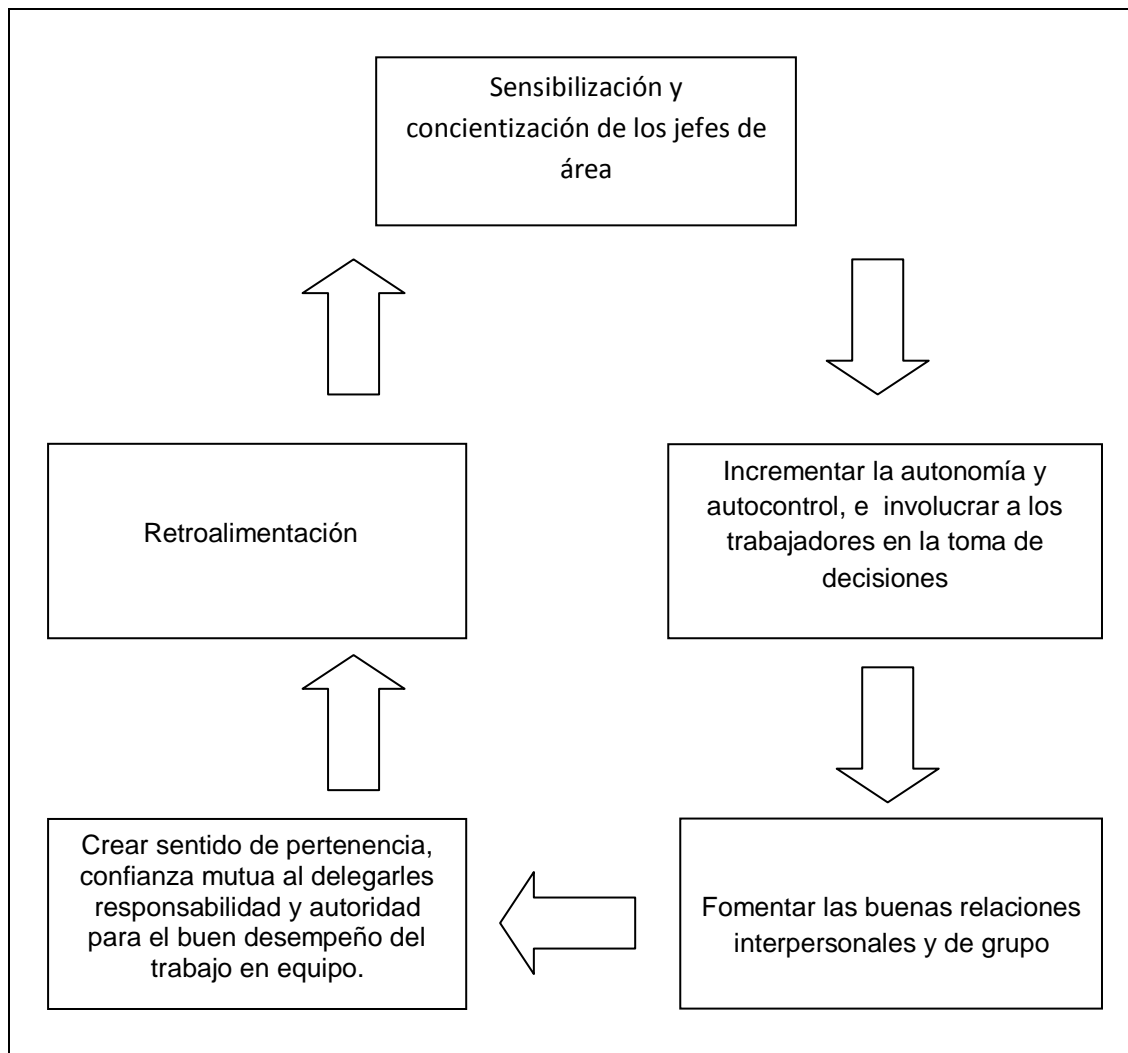 Sensibilización y
concientización de los jefes de
área
Retroalimentación
Incrementar la autonomía y
autocontrol, e involucrar a los
trabajadores en la toma de
decisiones
Crear sentido de pertenencia,
confianza mutua al delegarles
responsabilidad y autoridad
para el buen desempeño del
trabajo en equipo.
Fomentar las buenas relaciones
interpersonales y de grupo